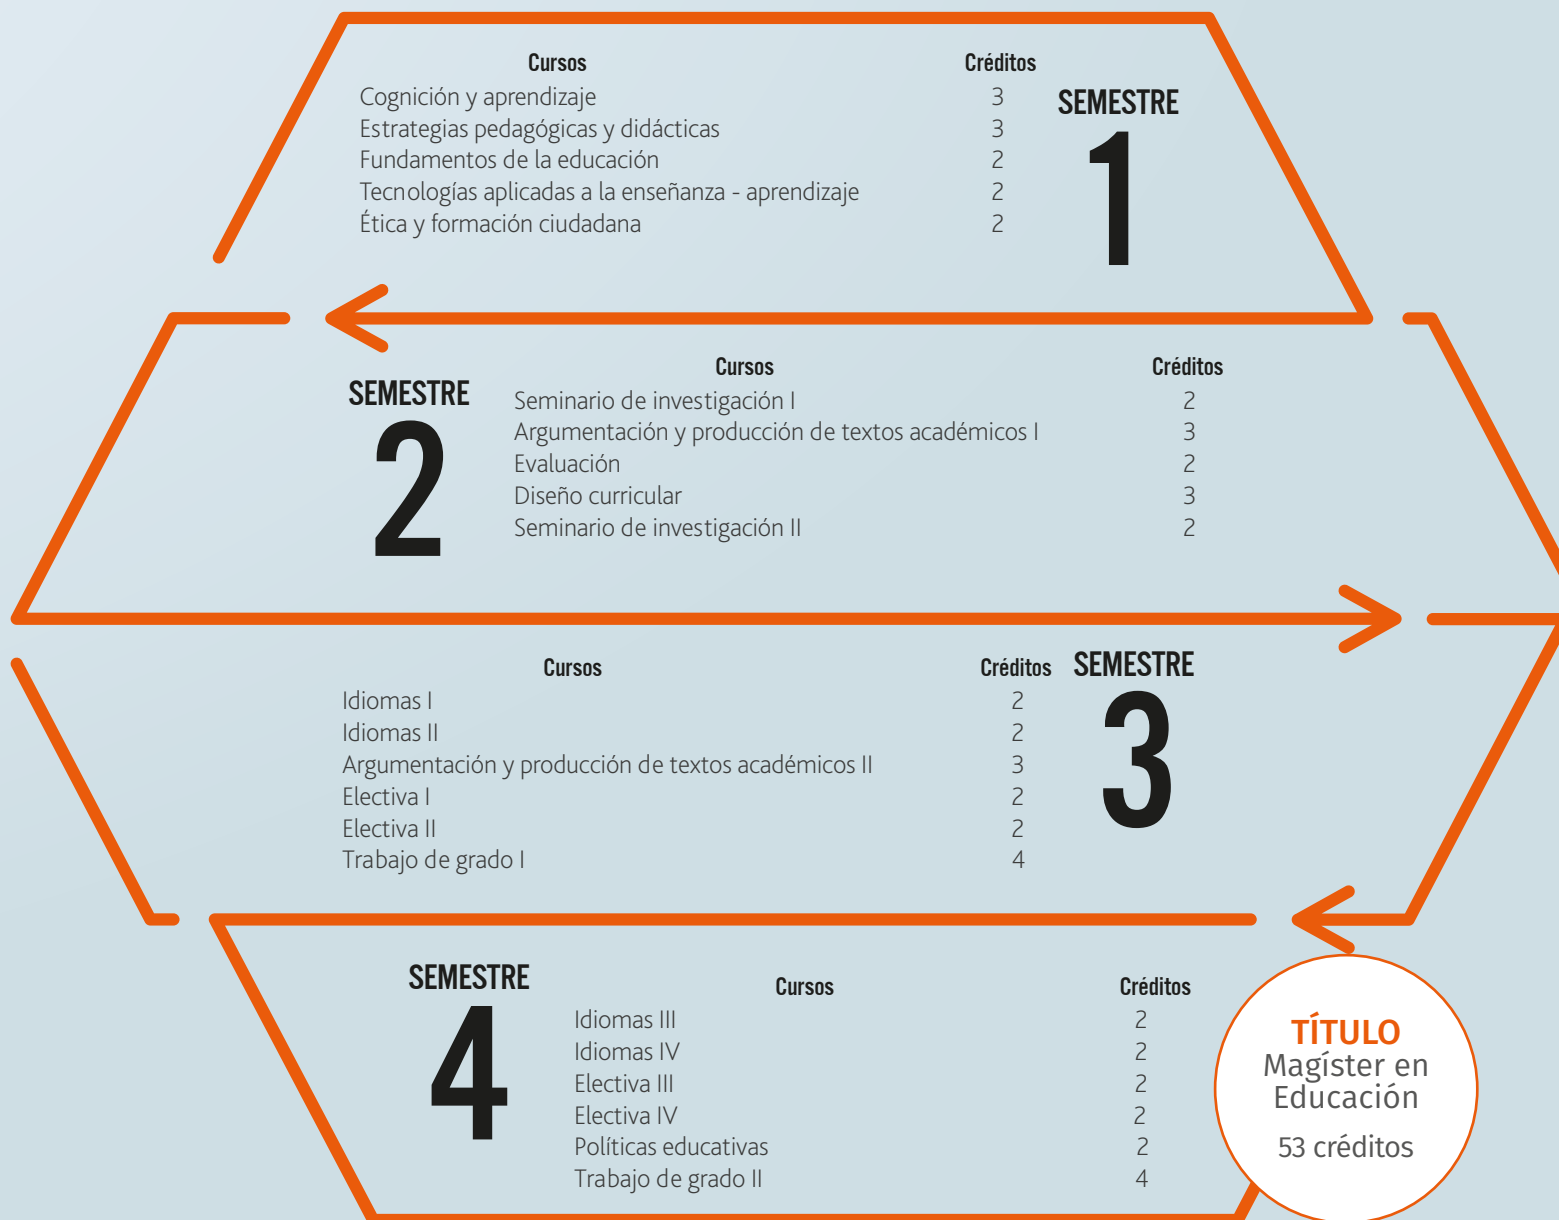 Cursos Créditos
SEMESTRE
1
Cognición y aprendizaje 3
Estrategias pedagógicas y didácticas 3
Fundamentos de la educación 2
Tecnologías aplicadas a la enseñanza - aprendizaje 2
Ética y formación ciudadana 2
SEMESTRE
2
Cursos Créditos
Seminario de investigación I 2
Argumentación y producción de textos académicos I 3
Evaluación 2
Diseño curricular 3
Seminario de investigación II 2
Cursos Créditos
SEMESTRE
3
Idiomas I 2
Idiomas II 2
Argumentación y producción de textos académicos II 3
Electiva I 2
Electiva II 2
Trabajo de grado I 4
SEMESTRE
4
Cursos Créditos
Idiomas III 2
Idiomas IV 2
Electiva III 2
Electiva IV 2
Políticas educativas 2
Trabajo de grado II 4
TÍTULO
Magíster en
Educación
53 créditos